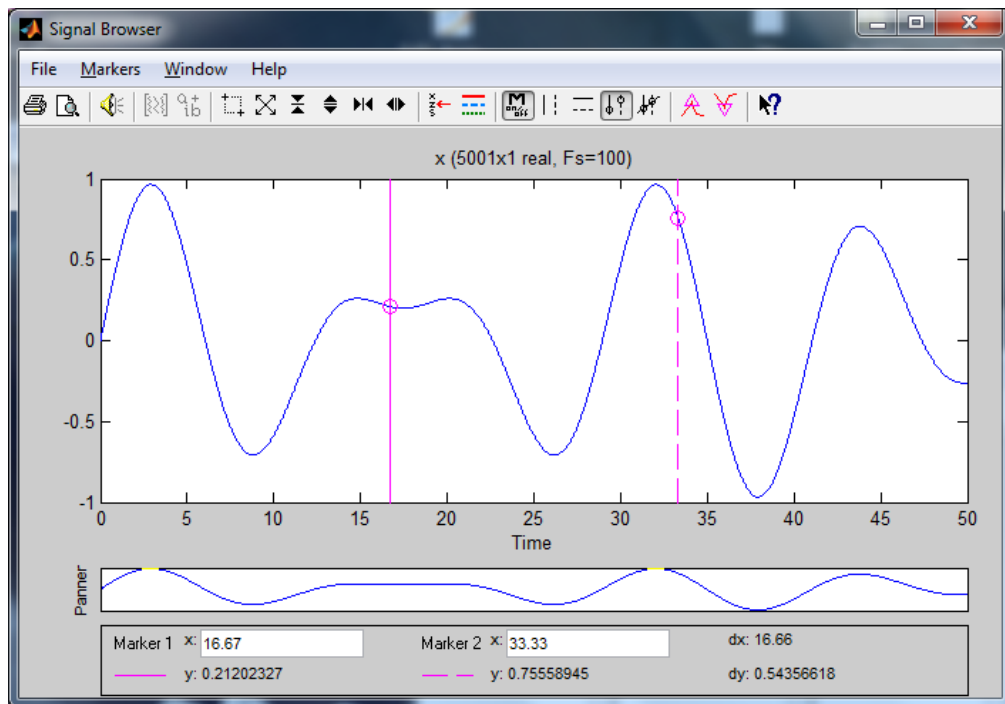 Signal Browser
File Markers Window Help
M on/off
x (5001x1 real, Fs=100)
1
0.5
0
-0.5
-1
0 5 10 15 20 25 30 35 40 45 50
Time
Panner
Marker 1 x: 16.67 Marker 2 x: 33.33 dx: 16.66
y: 0.21202327 y: 0.75558945 dy: 0.54356618